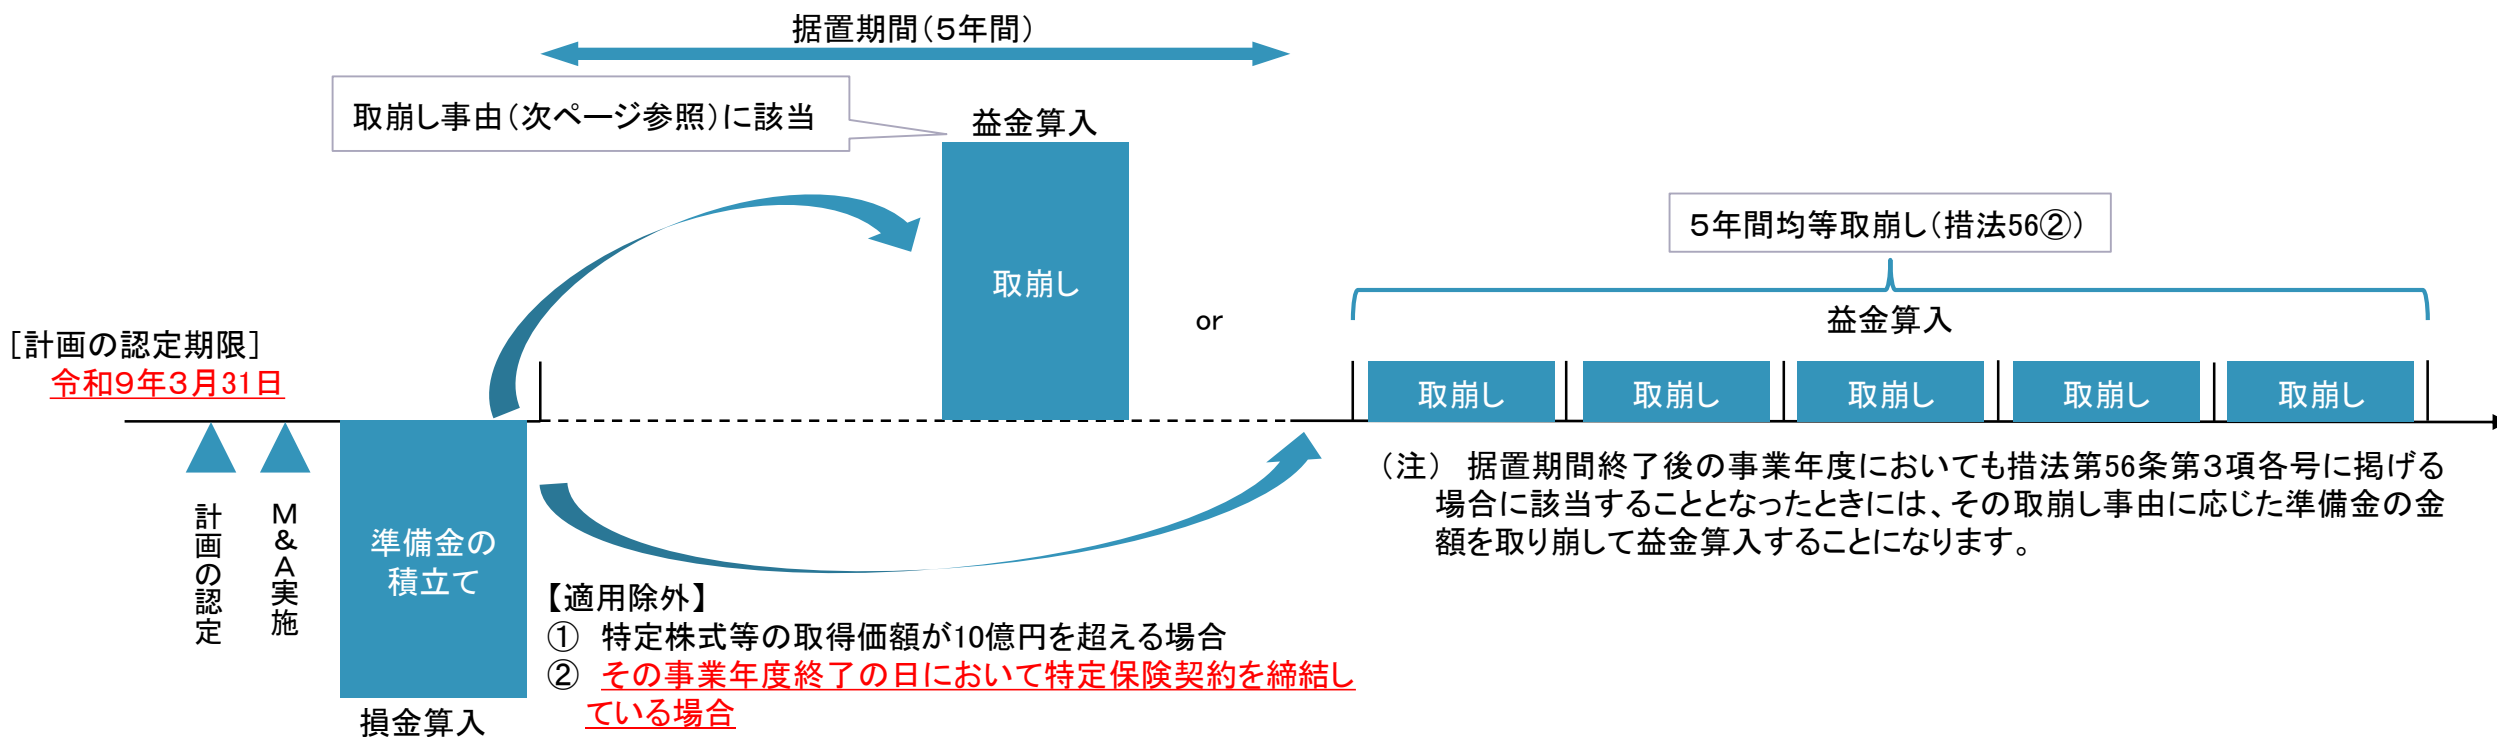 据置期間（５年間）
取崩し事由（次ページ参照）に該当
益金算入
取崩し
or
５年間均等取崩し（措法56②）
益金算入
取崩し
取崩し
取崩し
取崩し
取崩し
［計画の認定期限］
令和９年３月31日
計画の認定
Ｍ＆Ａ実施
準備金の
積立て
損金算入
（注）　据置期間終了後の事業年度においても措法第56条第３項各号に掲げる
場合に該当することとなったときには、その取崩し事由に応じた準備金の金
額を取り崩して益金算入することになります。
【適用除外】
①　特定株式等の取得価額が10億円を超える場合
②　その事業年度終了の日において特定保険契約を締結し
ている場合